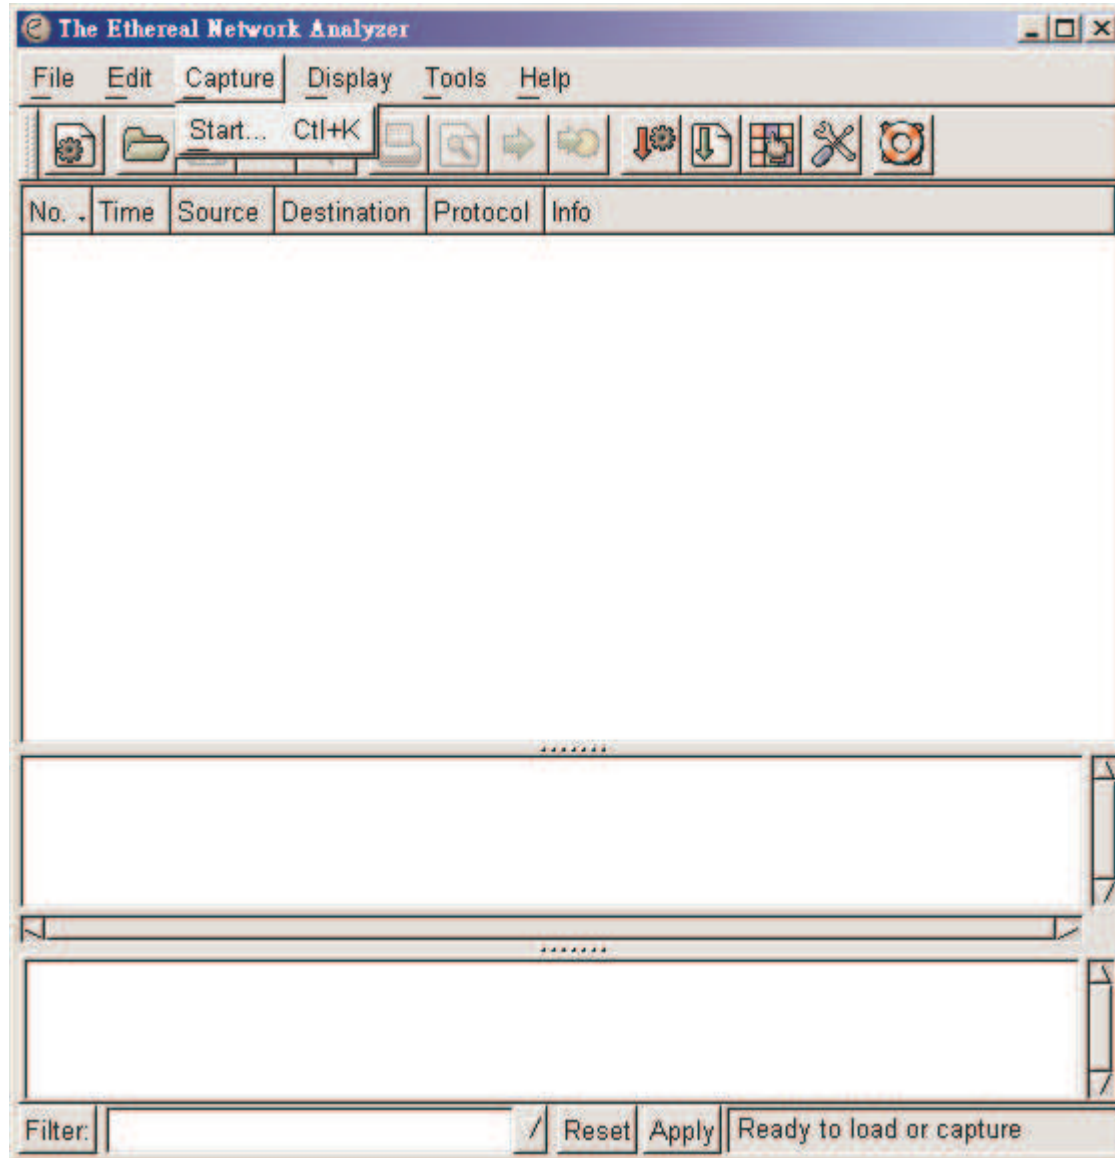 The Ethereal Network Analyzer
File Edit Capture Display Tools Help
Start... Ctl+K
No. Time Source Destination Protocol Info
Filter: Reset Apply Ready to load or capture